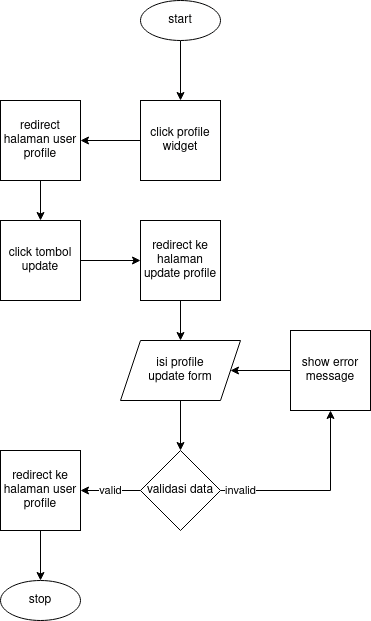 start
click profile
widget
redirect
halaman user
profile
click tombol
update
redirect ke
halaman
update profile
isi profile
update form
show error
message
validasi data
valid
invalid
redirect ke
halaman user
profile
stop